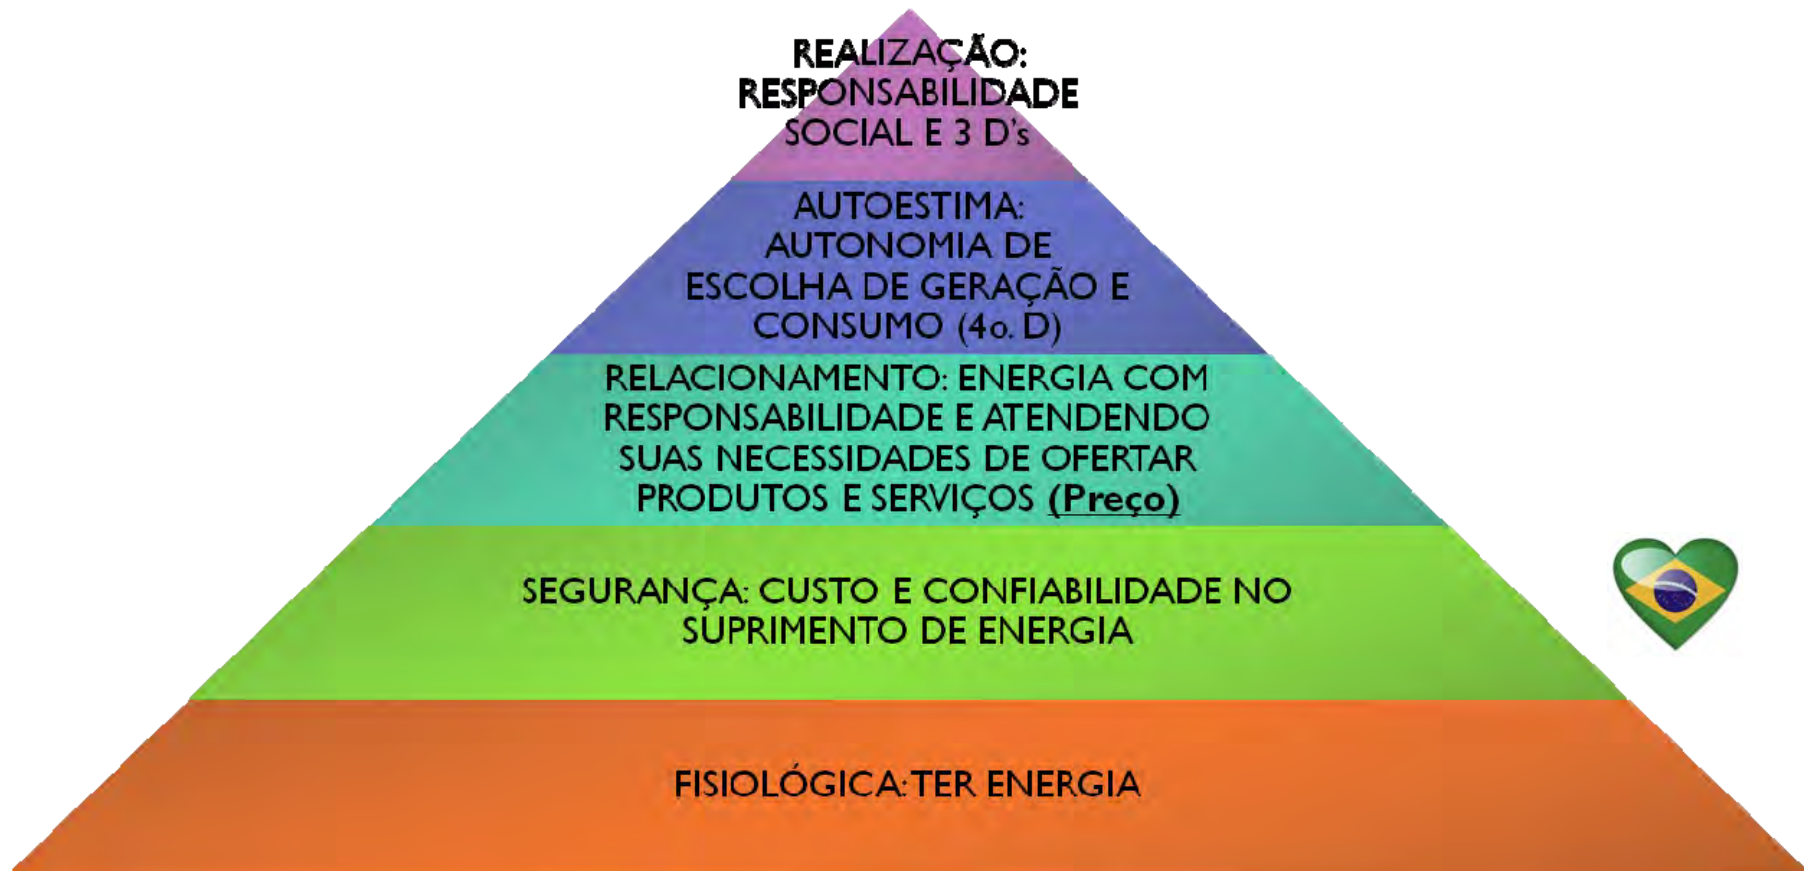 REALIZAÇÃO:
RESPONSABILIDADE
SOCIAL E 3 D's
AUTOESTIMA:
AUTONOMIA DE
ESCOLHA DE GERAÇÃO E
CONSUMO (4o. D)
RELACIONAMENTO: ENERGIA COM
RESPONSABILIDADE E ATENDENDO
SUAS NECESSIDADES DE OFERTAR
PRODUTOS E SERVIÇOS (Preço)
SEGURANÇA: CUSTO E CONFIABILIDADE NO
SUPRIMENTO DE ENERGIA
FISIOLÓGICA: TER ENERGIA